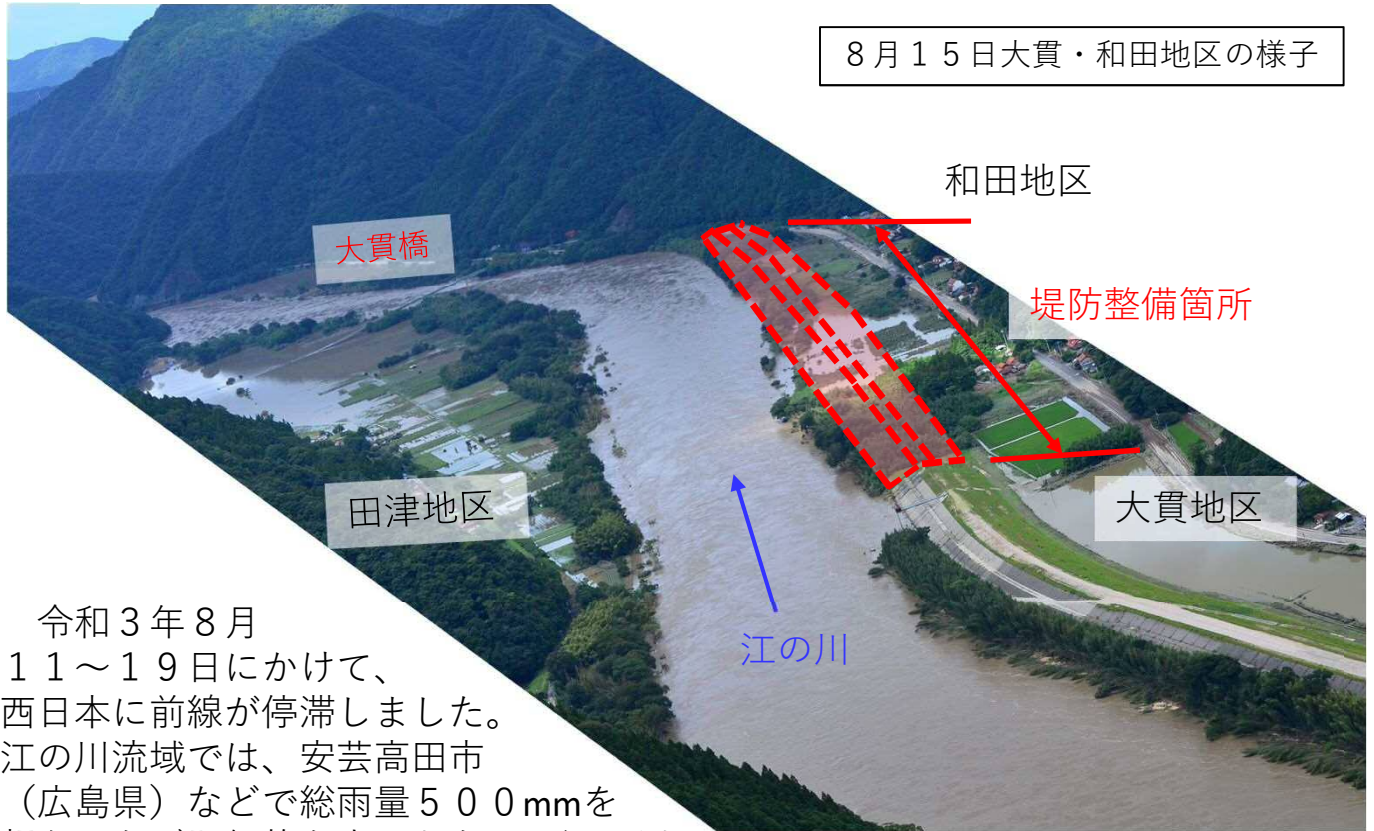 8月15日大貫・和田地区の様子
和田地区
大貫橋
堤防整備箇所
田津地区
大貫地区
江の川
令和3年8月
11~19日にかけて、
西日本に前線が停滞しました。
江の川流域では、安芸高田市
(広島県)などで総雨量500mmを